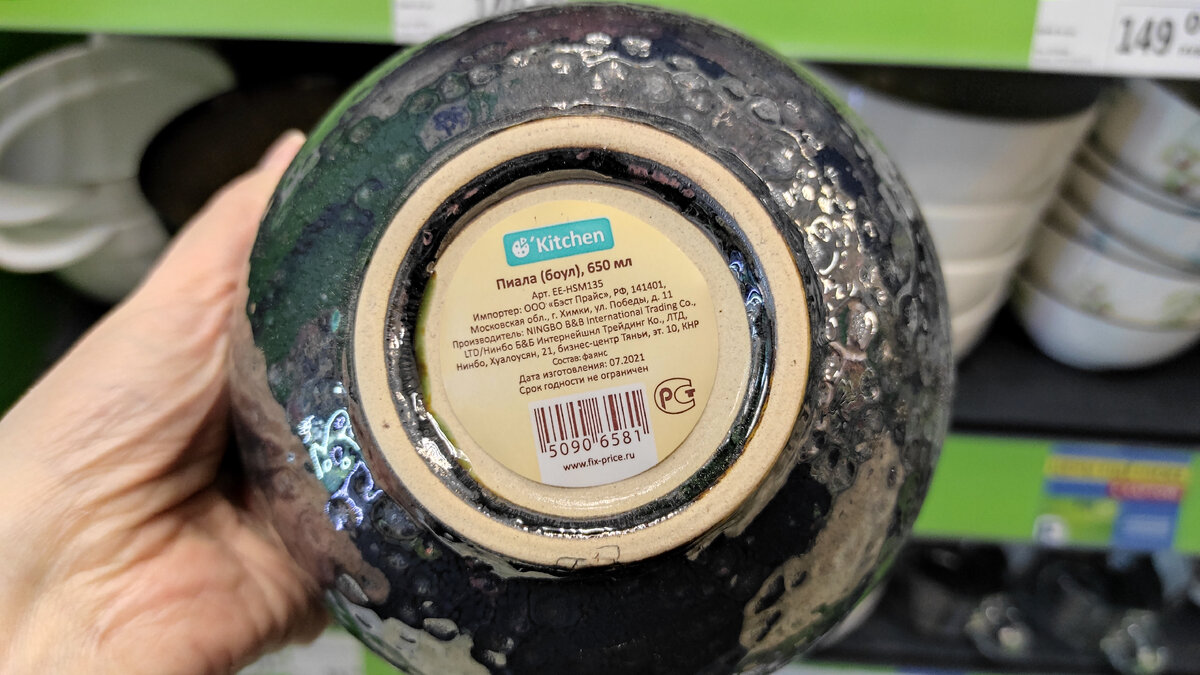 149
'Kitchen
Пиала (боул), 650 мл
Арт. EE-HSM135
Импортер: ООО «Бэст Прайс», РФ, 141401,
Московская обл., г. Химки, ул. Победы, д. 11
Производитель: NINGBO B&B International Trading Co.,
LTD/Нинбо Б&Б Интернейшнл Трейдинг Ко., ЛТД,
Нинбо, Хуалоусян, 21, бизнес-центр Тяньи, эт. 10, КНР
Состав: фаянс
Дата изготовления: 07.2021
Срок годности не ограничен
РСТ
5090 6581
www.fix-price.ru